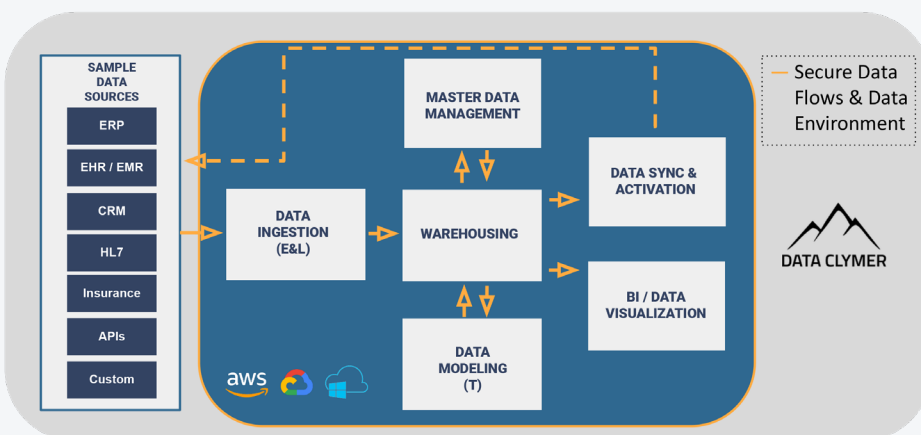 SAMPLE
DATA
SOURCES
ERP
EHR / EMR
CRM
HL7
Insurance
APIs
Custom
DATA
INGESTION
(E&L)
MASTER DATA
MANAGEMENT
WAREHOUSING
DATA
MODELING
(T)
DATA SYNC &
ACTIVATION
BI / DATA
VISUALIZATION
aws
Secure Data
Flows & Data
Environment
DATA CLYMER